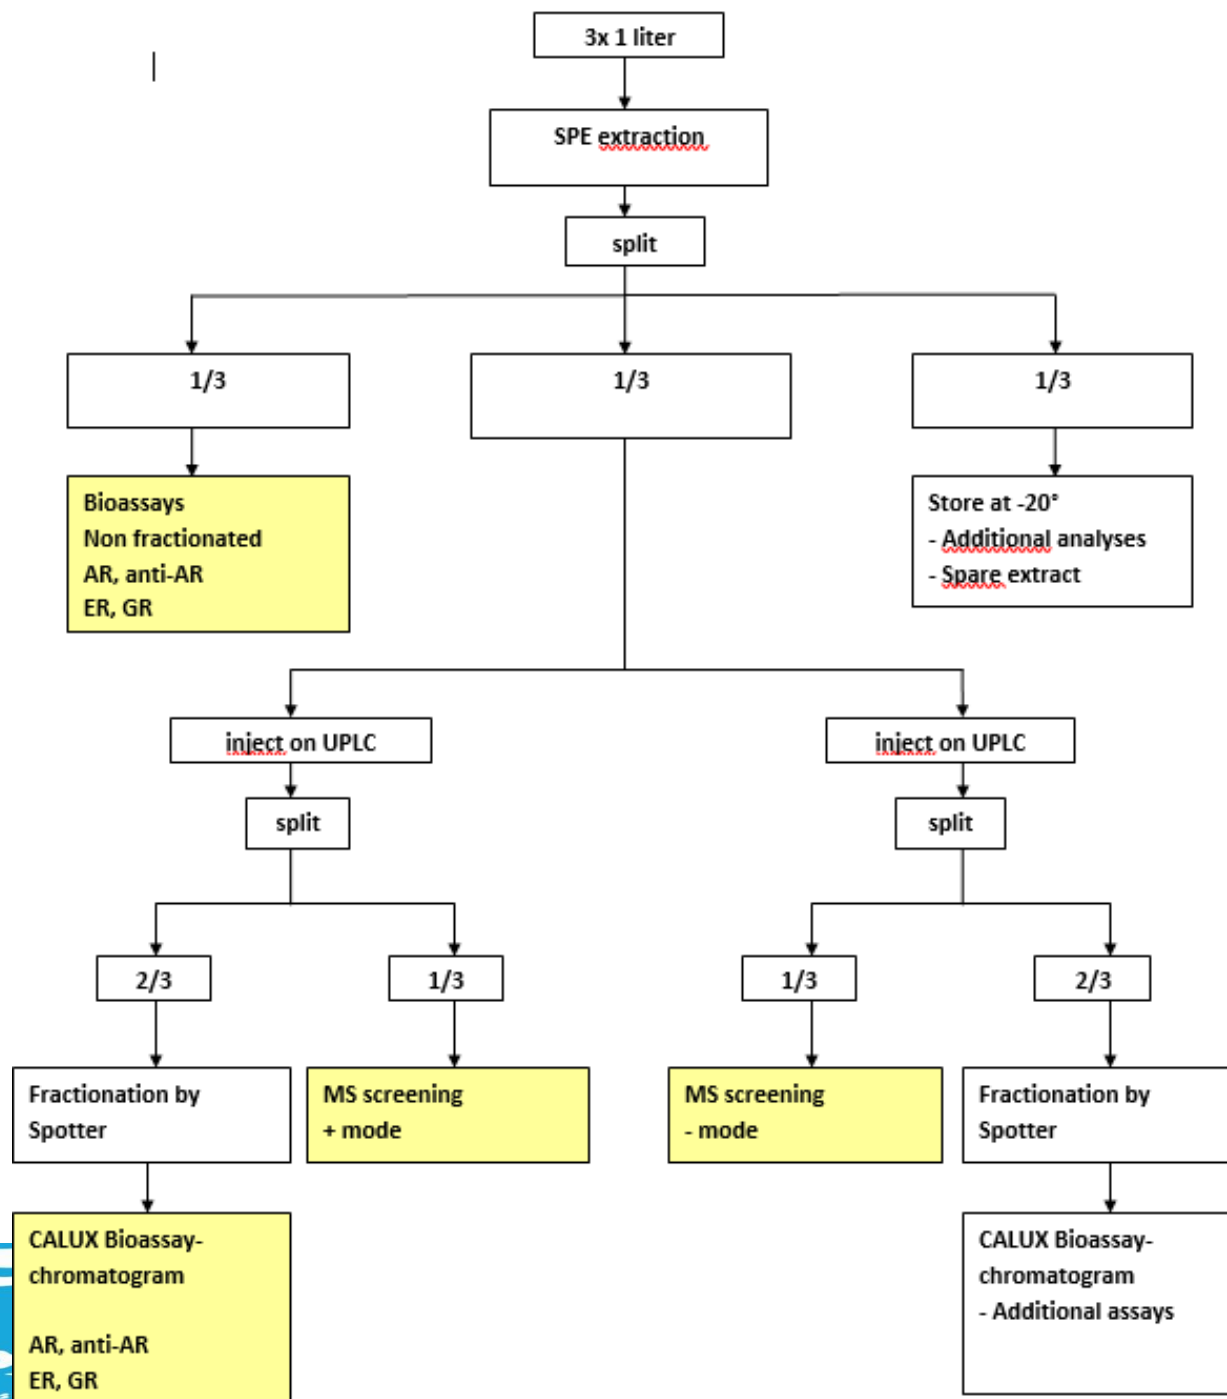 3x 1 liter
SPE extraction
split
1/3
1/3
1/3
Bioassays
Non fractionated
AR, anti-AR
ER, GR
Store at -20°
- Additional analyses
- Spare extract
inject on UPLC
inject on UPLC
split
split
2/3
1/3
1/3
2/3
Fractionation by
Spotter
MS screening
+ mode
MS screening
- mode
Fractionation by
Spotter
CALUX Bioassay-
chromatogram
AR, anti-AR
ER, GR
CALUX Bioassay-
chromatogram
- Additional assays